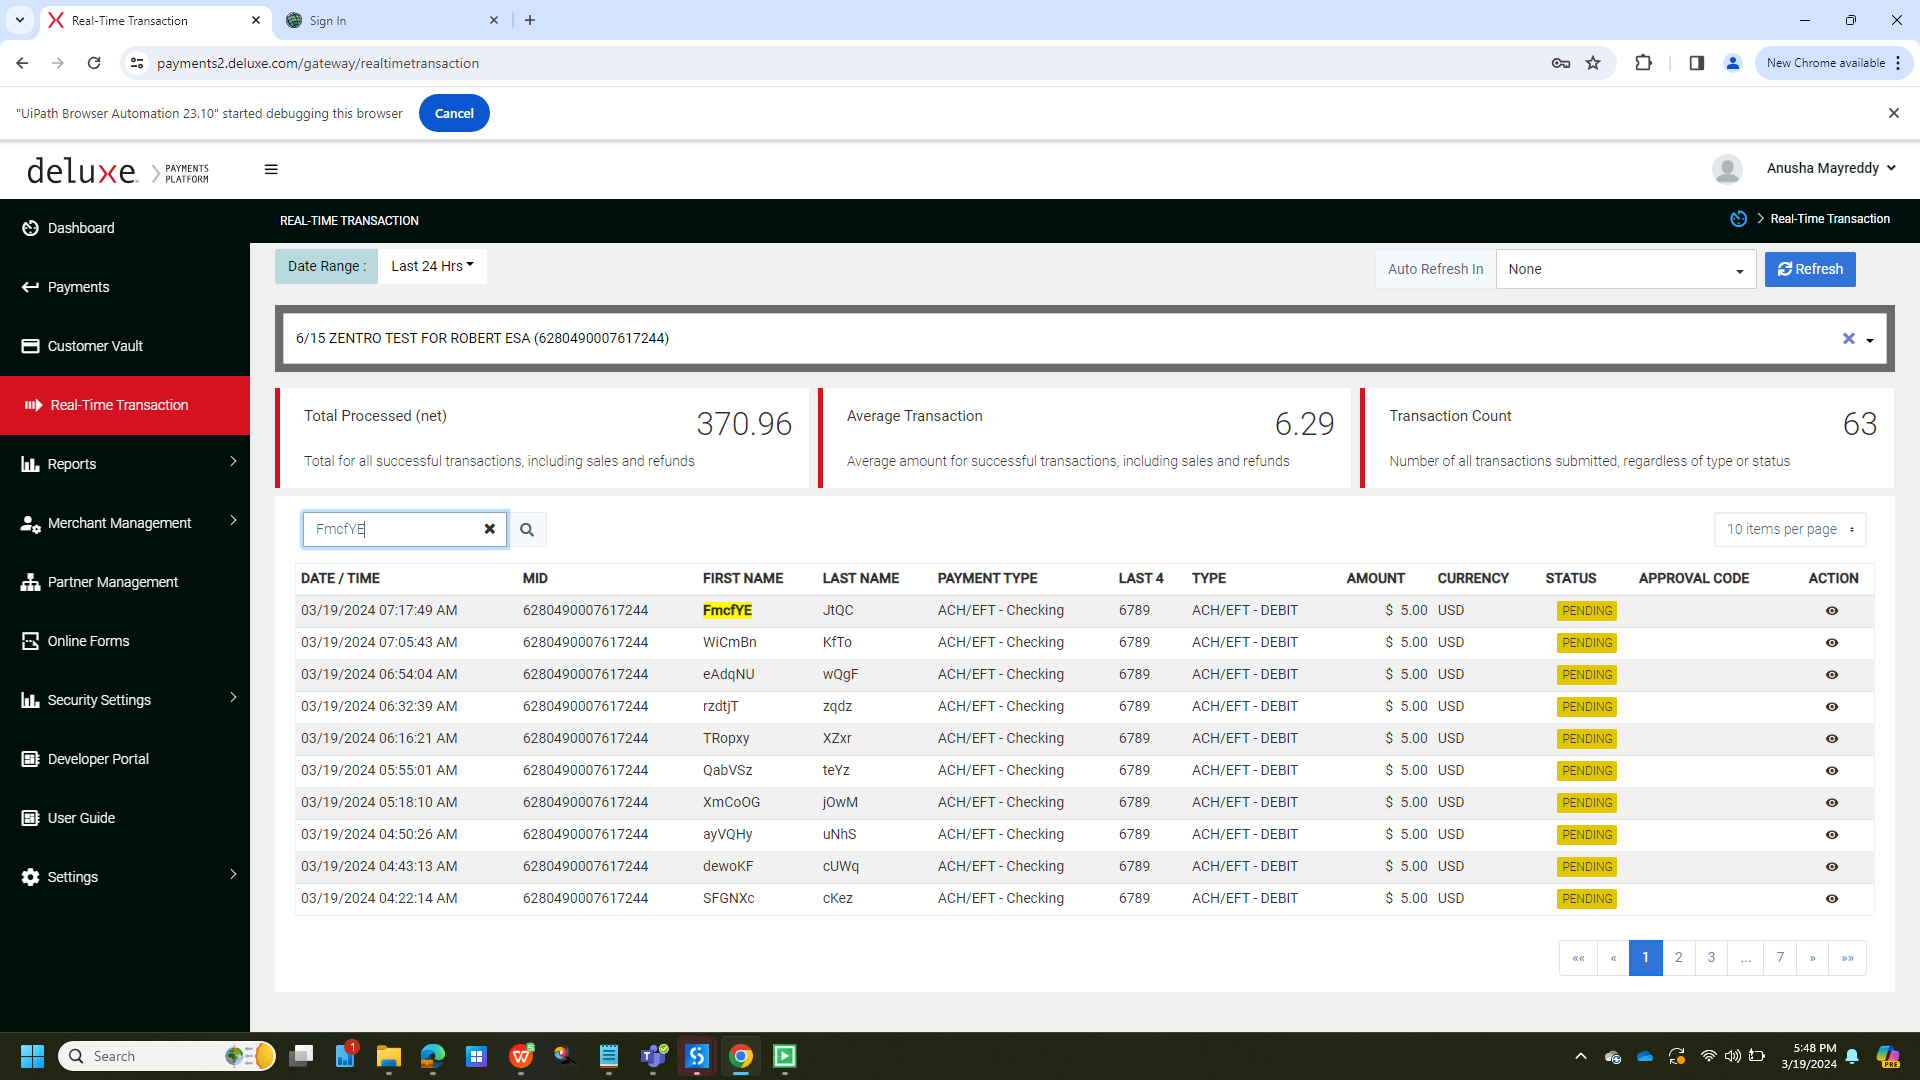 Real-Time Transaction
Sign In
payments2.deluxe.com/gateway/realtimetransaction
New Chrome available
"UiPath Browser Automation 23.10" started debugging this browser
Cancel
deluxe. PAYMENTS PLATFORM
Anusha Mayreddy
Dashboard
Payments
Customer Vault
Real-Time Transaction
Reports
Merchant Management
Partner Management
Online Forms
Security Settings
Developer Portal
User Guide
Settings
REAL-TIME TRANSACTION
Real-Time Transaction
Date Range : Last 24 Hrs
Auto Refresh In None Refresh
6/15 ZENTRO TEST FOR ROBERT ESA (6280490007617244)
Total Processed (net) 370.96
Total for all successful transactions, including sales and refunds
Average Transaction 6.29
Average amount for successful transactions, including sales and refunds
Transaction Count 63
Number of all transactions submitted, regardless of type or status
FmcfYE
10 items per page
DATE / TIME MID FIRST NAME LAST NAME PAYMENT TYPE LAST 4 TYPE AMOUNT CURRENCY STATUS APPROVAL CODE ACTION
03/19/2024 07:17:49 AM 6280490007617244 FmcfYE JtQC ACH/EFT - Checking 6789 ACH/EFT - DEBIT $ 5.00 USD PENDING
03/19/2024 07:05:43 AM 6280490007617244 WiCmBn KfTo ACH/EFT - Checking 6789 ACH/EFT - DEBIT $ 5.00 USD PENDING
03/19/2024 06:54:04 AM 6280490007617244 eAdqNU wQgF ACH/EFT - Checking 6789 ACH/EFT - DEBIT $ 5.00 USD PENDING
03/19/2024 06:32:39 AM 6280490007617244 rzdtjT zqdz ACH/EFT - Checking 6789 ACH/EFT - DEBIT $ 5.00 USD PENDING
03/19/2024 06:16:21 AM 6280490007617244 TRopxy XZxr ACH/EFT - Checking 6789 ACH/EFT - DEBIT $ 5.00 USD PENDING
03/19/2024 05:55:01 AM 6280490007617244 QabVSz teYz ACH/EFT - Checking 6789 ACH/EFT - DEBIT $ 5.00 USD PENDING
03/19/2024 05:18:10 AM 6280490007617244 XmCoOG jOwM ACH/EFT - Checking 6789 ACH/EFT - DEBIT $ 5.00 USD PENDING
03/19/2024 04:50:26 AM 6280490007617244 ayVQHy uNhS ACH/EFT - Checking 6789 ACH/EFT - DEBIT $ 5.00 USD PENDING
03/19/2024 04:43:13 AM 6280490007617244 dewoKF cUWq ACH/EFT - Checking 6789 ACH/EFT - DEBIT $ 5.00 USD PENDING
03/19/2024 04:22:14 AM 6280490007617244 SFGNXc cKez ACH/EFT - Checking 6789 ACH/EFT - DEBIT $ 5.00 USD PENDING
«« « 1 2 3 ... 7 » »»
Search
1
5:48 PM
3/19/2024
PRE